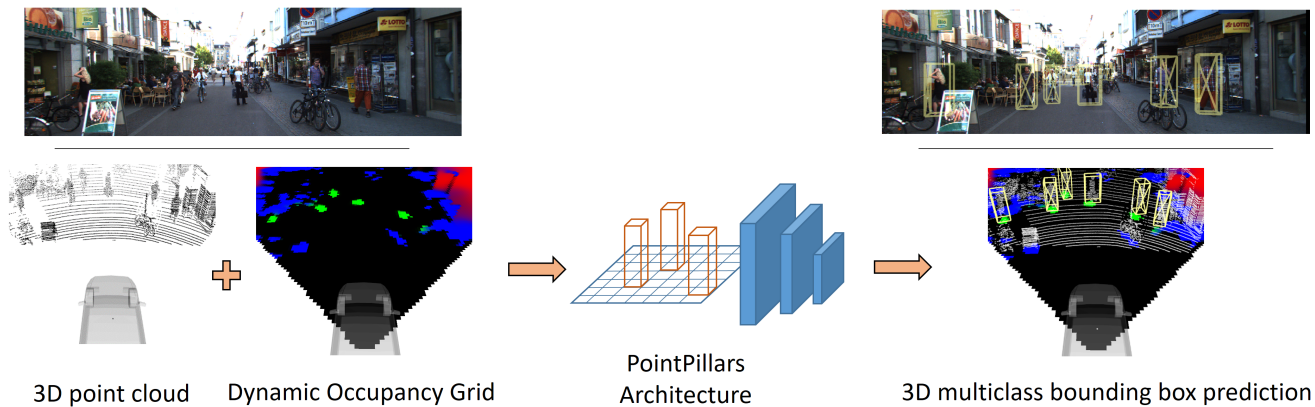 LOTTO
LOTTO
3D point cloud
Dynamic Occupancy Grid
PointPillars
Architecture
3D multiclass bounding box prediction